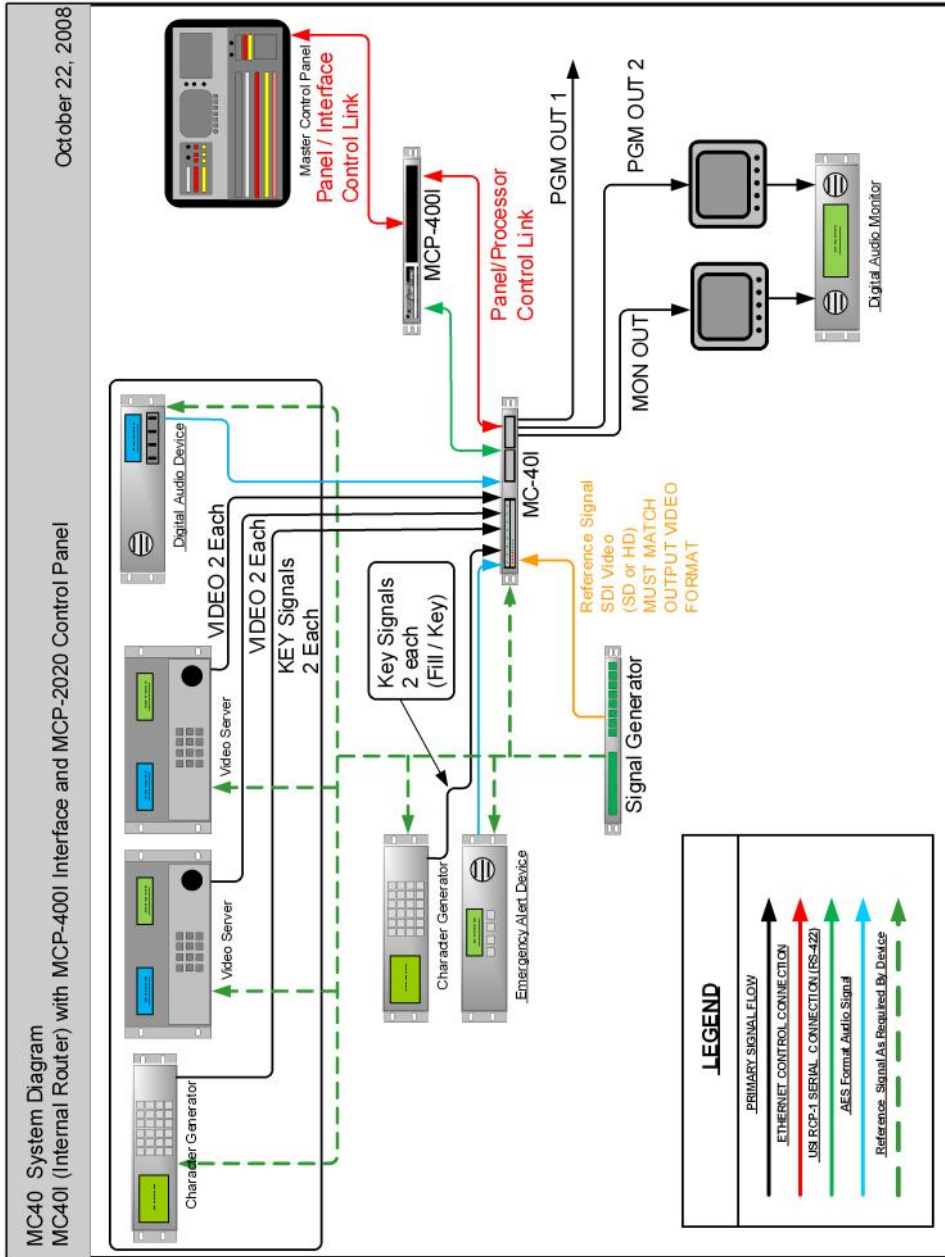 MC40 System Diagram
MC40I (Internal Router) with MCP-400I Interface and MCP-2020 Control Panel
October 22, 2008
Character Generator
Video Server
Video Server
Digital Audio Device
VIDEO 2 Each
VIDEO 2 Each
KEY Signals
2 Each
Master Control Panel
Panel / Interface
Control Link
MCP-400I
Panel/Processor
Control Link
Character Generator
Key Signals
2 each
(Fill / Key)
Emergency Alert Device
MC-40I
PGM OUT 1
PGM OUT 2
MON OUT
Digital Audio Monitor
Signal Generator
Reference Signal
SDI Video
(SD or HD)
MUST MATCH
OUTPUT VIDEO
FORMAT
LEGEND
PRIMARY SIGNAL FLOW
ETHERNET CONTROL CONNECTION
USI RCP-1 SERIAL CONNECTION (RS-422)
AES Format Audio Signal
Reference Signal As Required By Device